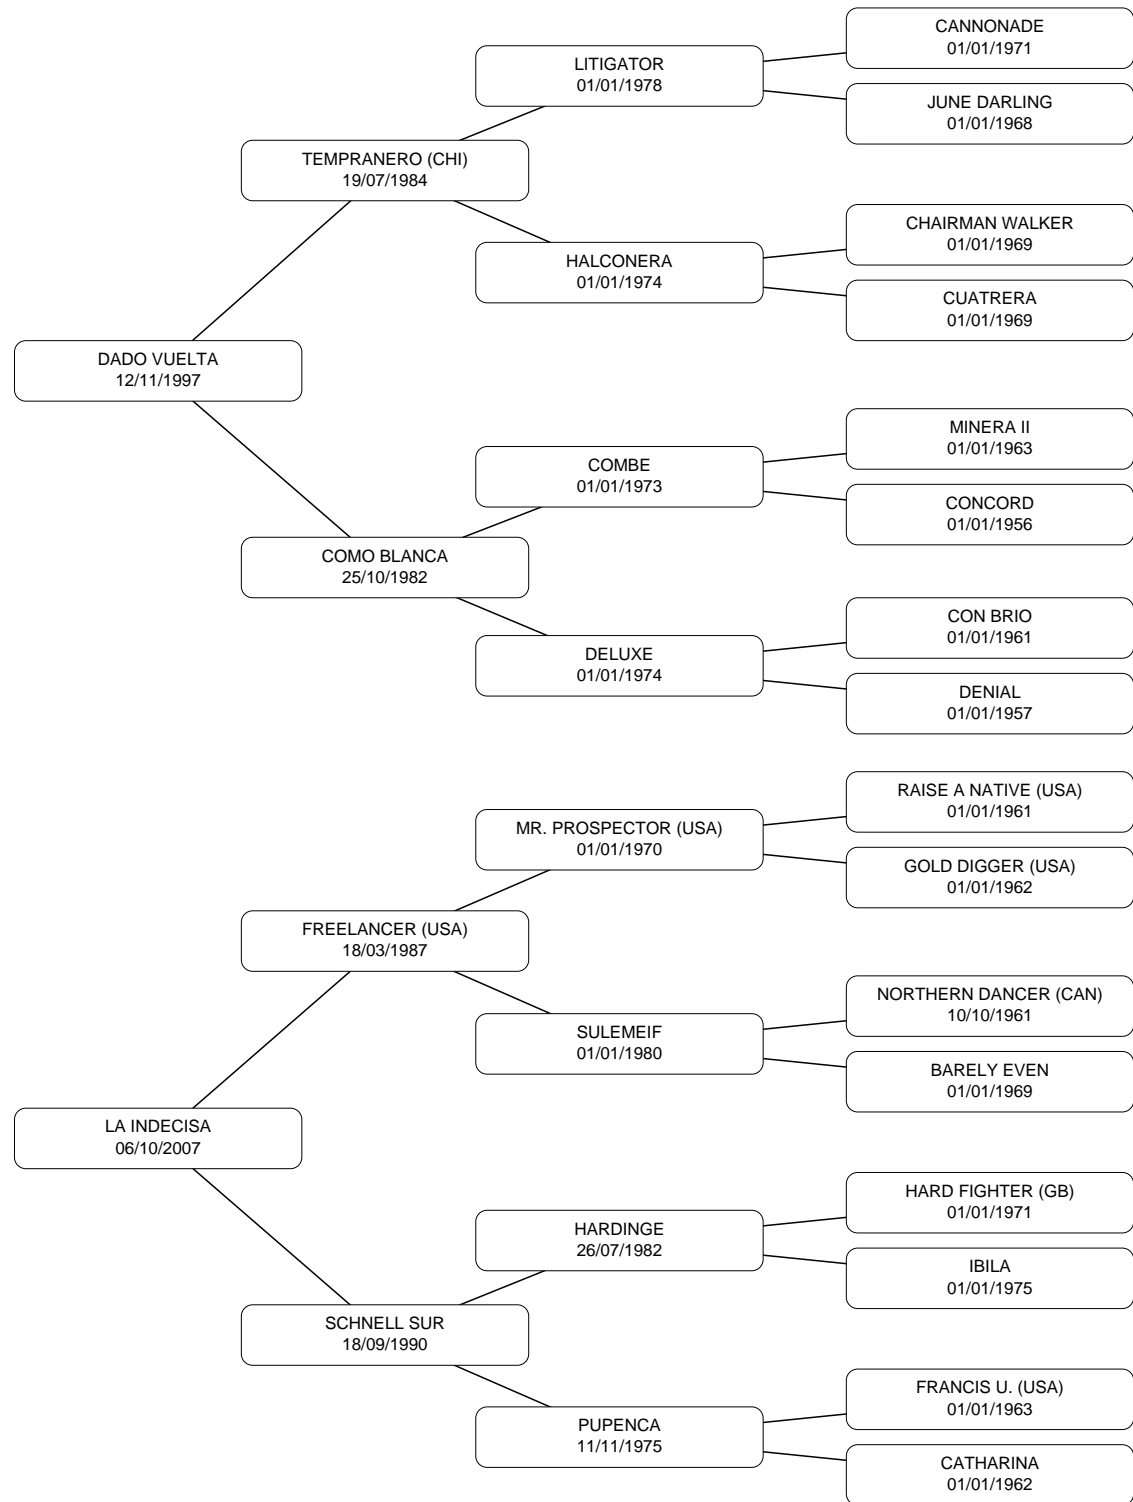 CANNONADE
01/01/1971
LITIGATOR
01/01/1978
JUNE DARLING
01/01/1968
TEMPRANERO (CHI)
19/07/1984
CHAIRMAN WALKER
01/01/1969
HALCONERA
01/01/1974
CUATRERA
01/01/1969
DADO VUELTA
12/11/1997
MINERA II
01/01/1963
COMBE
01/01/1973
CONCORD
01/01/1956
COMO BLANCA
25/10/1982
CON BRIO
01/01/1961
DELUXE
01/01/1974
DENIAL
01/01/1957
RAISE A NATIVE (USA)
01/01/1961
MR. PROSPECTOR (USA)
01/01/1970
GOLD DIGGER (USA)
01/01/1962
FREELANCER (USA)
18/03/1987
NORTHERN DANCER (CAN)
10/10/1961
SULEMEIF
01/01/1980
BARELY EVEN
01/01/1969
LA INDECISA
06/10/2007
HARD FIGHTER (GB)
01/01/1971
HARDINGE
26/07/1982
IBILA
01/01/1975
SCHNELL SUR
18/09/1990
FRANCIS U. (USA)
01/01/1963
PUPENCA
11/11/1975
CATHARINA
01/01/1962